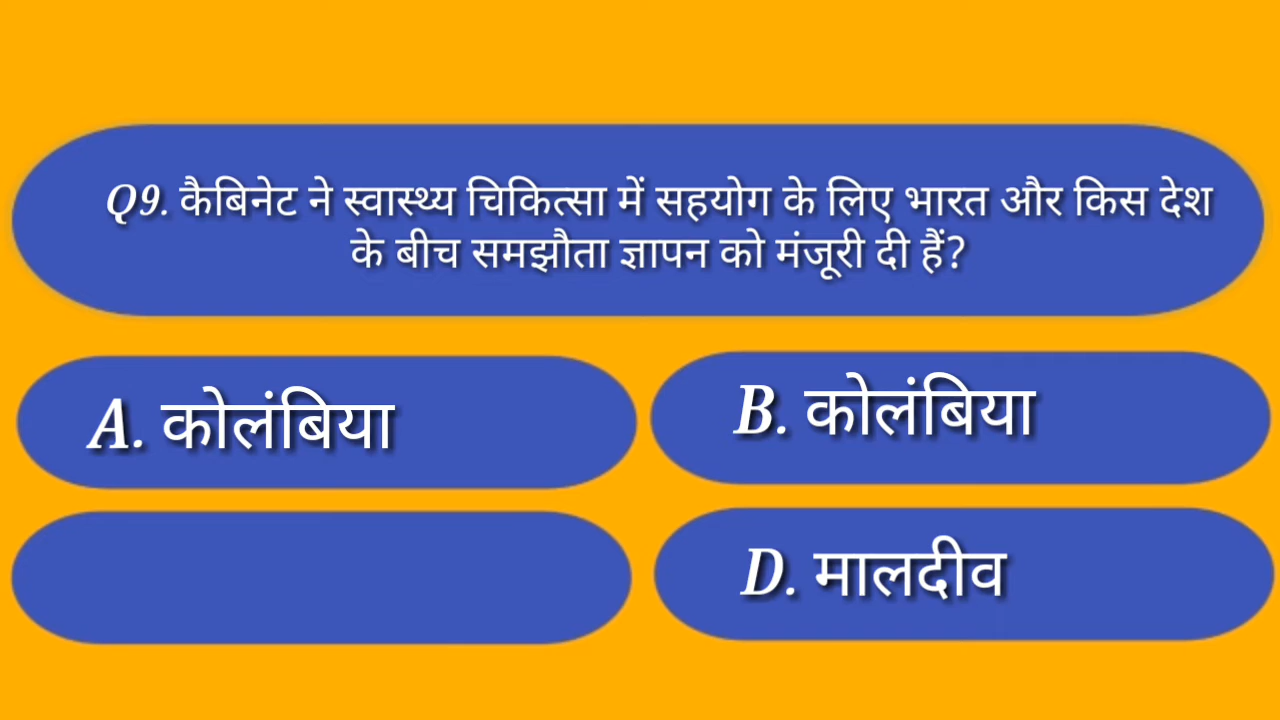 Q9. कैबिनेट ने स्वास्थ्य चिकित्सा में सहयोग के लिए भारत और किस देश
के बीच समझौता ज्ञापन को मंजूरी दी हैं?
A. कोलंबिया
B. कोलंबिया
D. मालदीव